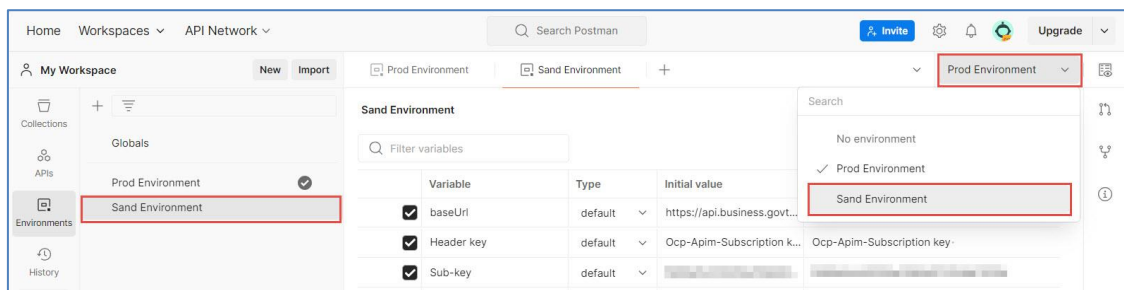 Home Workspaces API Network Search Postman Invite Upgrade
My Workspace New Import Prod Environment Sand Environment + Prod Environment
Collections
APIs
Environments
History
+
Globals
Prod Environment
Sand Environment
Sand Environment
Filter variables
Variable Type Initial value
baseUrl default https://api.business.govt...
Header key default Ocp-Apim-Subscription k... Ocp-Apim-Subscription key
Sub-key default
Search
No environment
Prod Environment
Sand Environment